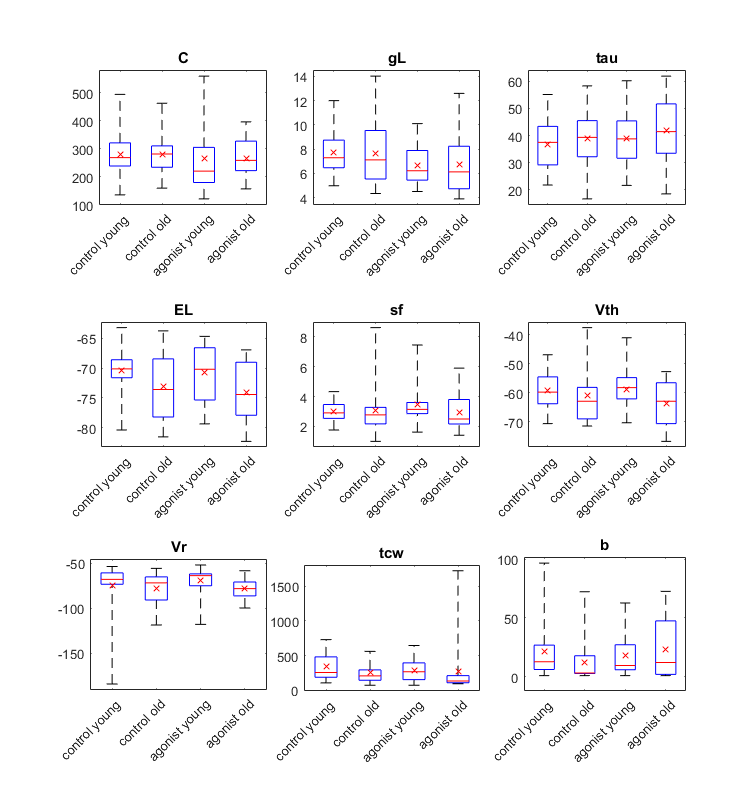 C
500
400
300
200
100
control young
control old
agonist young
agonist old
gL
14
12
10
8
6
4
control young
control old
agonist young
agonist old
tau
60
50
40
30
20
control young
control old
agonist young
agonist old
EL
-65
-70
-75
-80
control young
control old
agonist young
agonist old
sf
8
6
4
2
control young
control old
agonist young
agonist old
Vth
-40
-50
-60
-70
control young
control old
agonist young
agonist old
Vr
-50
-100
-150
control young
control old
agonist young
agonist old
tcw
1500
1000
500
0
control young
control old
agonist young
agonist old
b
100
50
0
control young
control old
agonist young
agonist old